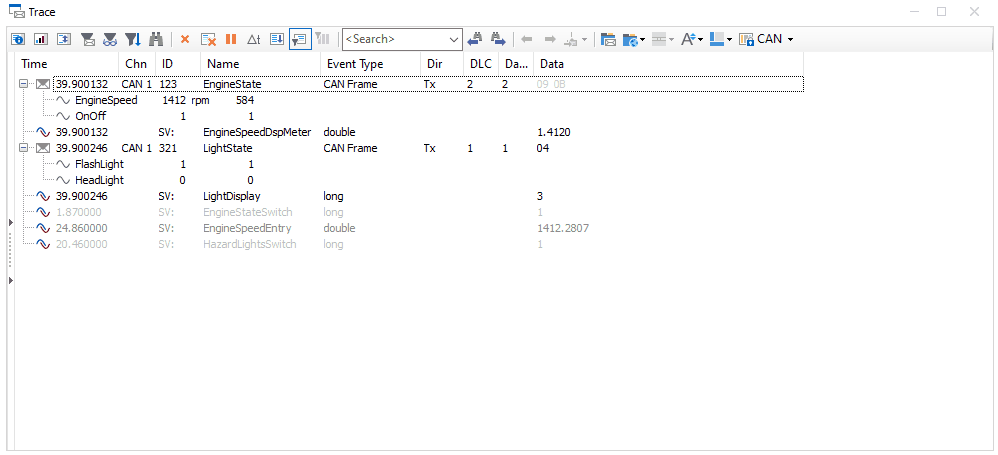 Trace
<Search>
CAN
Time Chn ID Name Event Type Dir DLC Da... Data
39.900132 CAN 1 123 EngineState CAN Frame Tx 2 2 09 0B
EngineSpeed 1412 rpm 584
OnOff 1 1
39.900132 SV: EngineSpeedDspMeter double 1.4120
39.900246 CAN 1 321 LightState CAN Frame Tx 1 1 04
FlashLight 1 1
HeadLight 0 0
39.900246 SV: LightDisplay long 3
1.870000 SV: EngineStateSwitch long 1
24.860000 SV: EngineSpeedEntry double 1412.2807
20.460000 SV: HazardLightsSwitch long 1